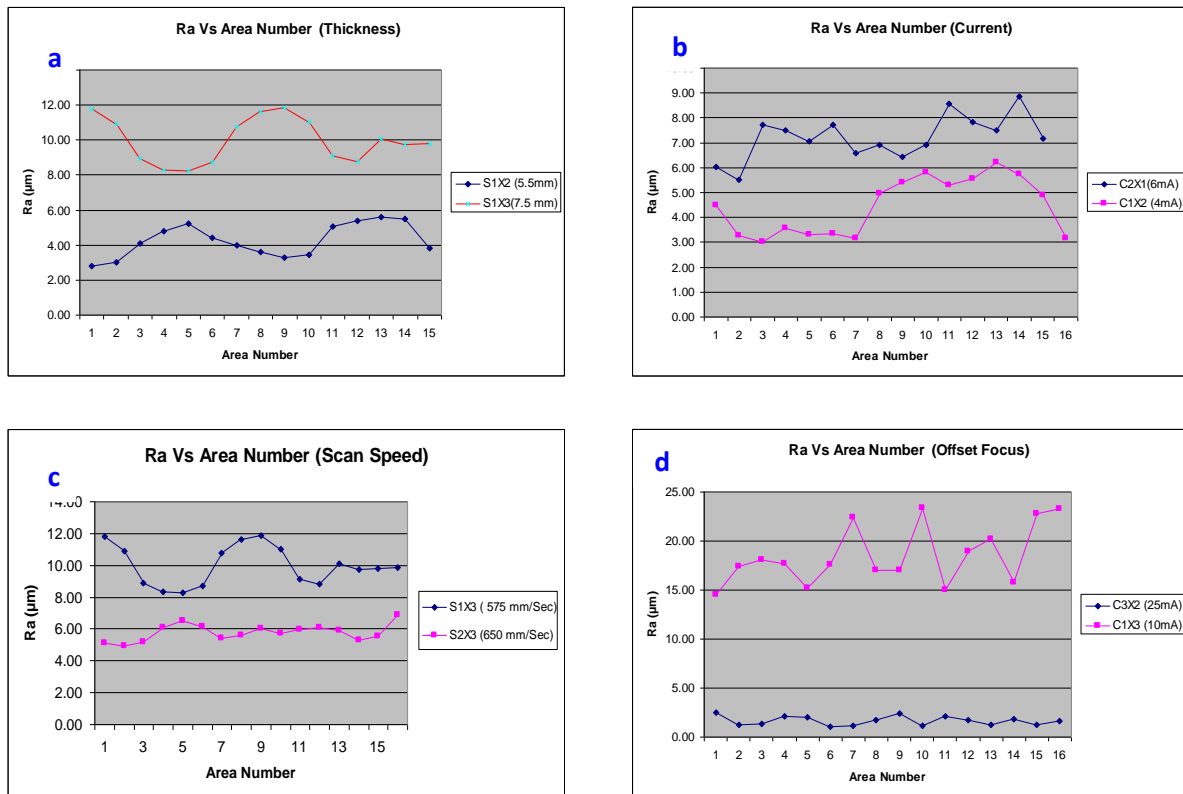 a
Ra Vs Area Number (Thickness)
12.00
10.00
8.00
6.00
4.00
2.00
0.00
Ra (µm)
1 2 3 4 5 6 7 8 9 10 11 12 13 14 15
Area Number
S1X2 (5.5mm)
S1X3(7.5 mm)
b
Ra Vs Area Number (Current)
9.00
8.00
7.00
6.00
5.00
4.00
3.00
2.00
1.00
0.00
Ra (µm)
1 2 3 4 5 6 7 8 9 10 11 12 13 14 15 16
Area Number
C2X1(6mA)
C1X2 (4mA)
c
Ra Vs Area Number (Scan Speed)
14.00
12.00
10.00
8.00
6.00
4.00
2.00
0.00
Ra (µm)
1 3 5 7 9 11 13 15
Area Number
S1X3 ( 575 mm/Sec)
S2X3 (650 mm/Sec)
d
Ra Vs Area Number (Offset Focus)
25.00
20.00
15.00
10.00
5.00
0.00
Ra (µm)
1 2 3 4 5 6 7 8 9 10 11 12 13 14 15 16
Area Number
C3X2 (25mA)
C1X3 (10mA)